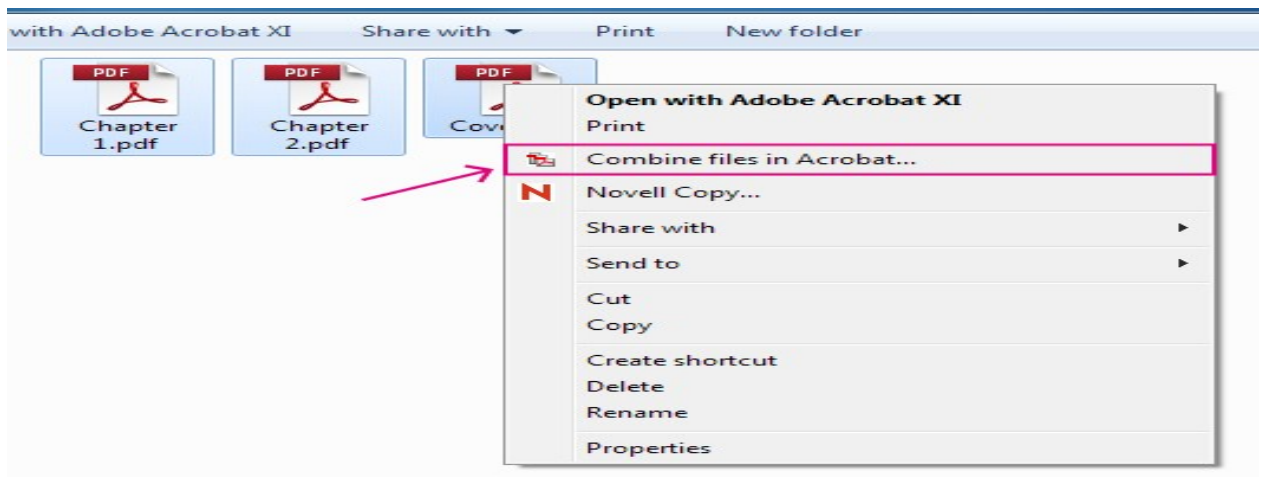 with Adobe Acrobat XI Share with Print New folder
PDF PDF PDF
Chapter 1.pdf
Chapter 2.pdf
Open with Adobe Acrobat XI
Print
Combine files in Acrobat...
N Novell Copy...
Share with
Send to
Cut
Copy
Create shortcut
Delete
Rename
Properties